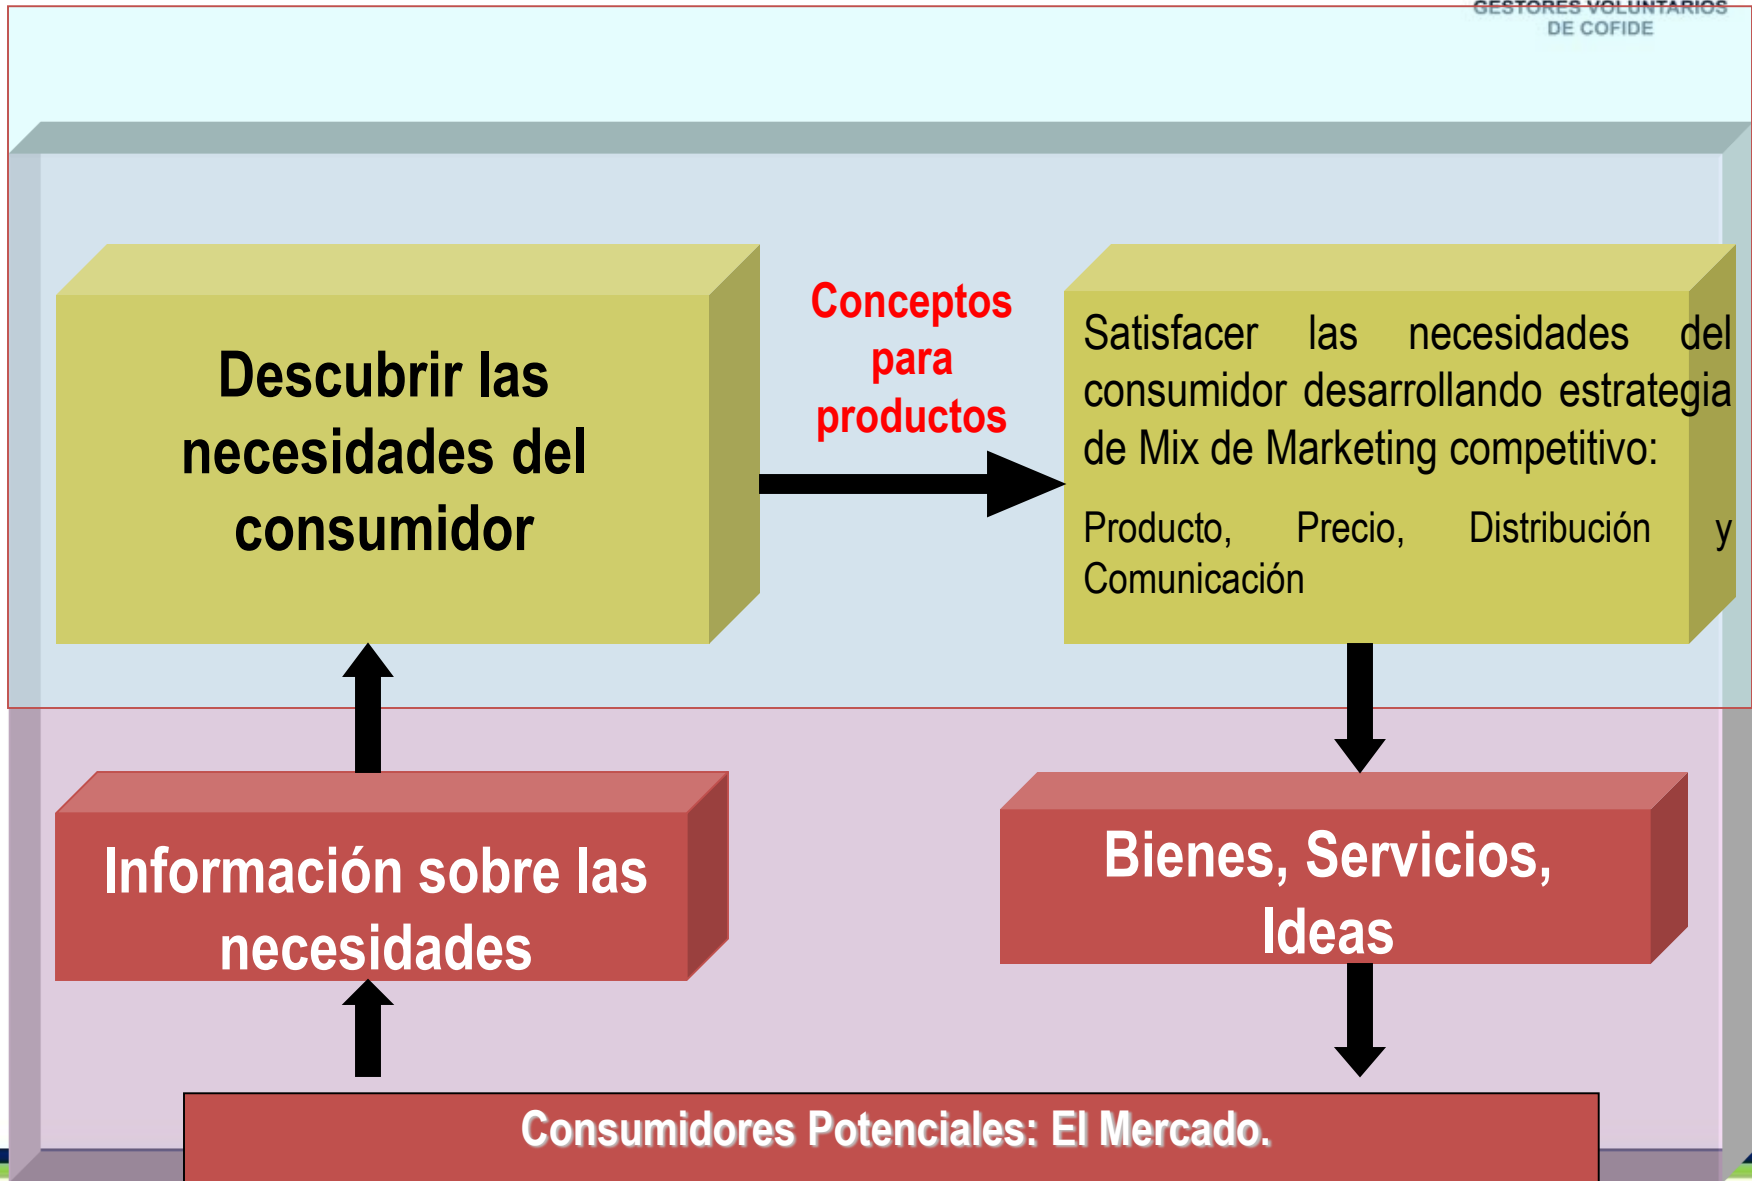 GESTORES VOLUNTARIOS
DE COFIDE
Descubrir las
necesidades del
consumidor
Conceptos
para
productos
Satisfacer las necesidades del
consumidor desarrollando estrategia
de Mix de Marketing competitivo:
Producto, Precio, Distribución y
Comunicación
Información sobre las
necesidades
Bienes, Servicios,
Ideas
Consumidores Potenciales: El Mercado.